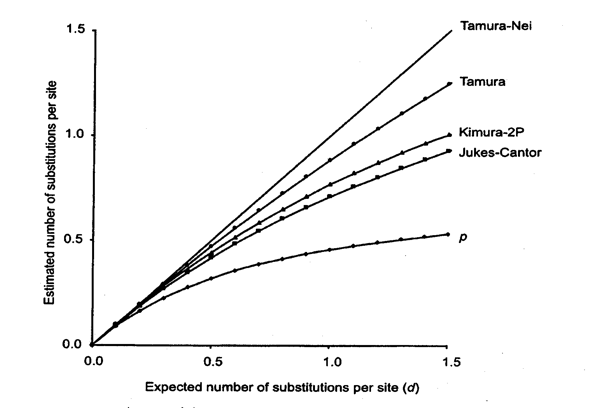 Tamura-Nei
1.5
Tamura
1.0
Kimura-2P
Jukes-Cantor
0.5
p
0.0
0.0 0.5 1.0 1.5
Estimated number of substitutions per site
Expected number of substitutions per site (d)